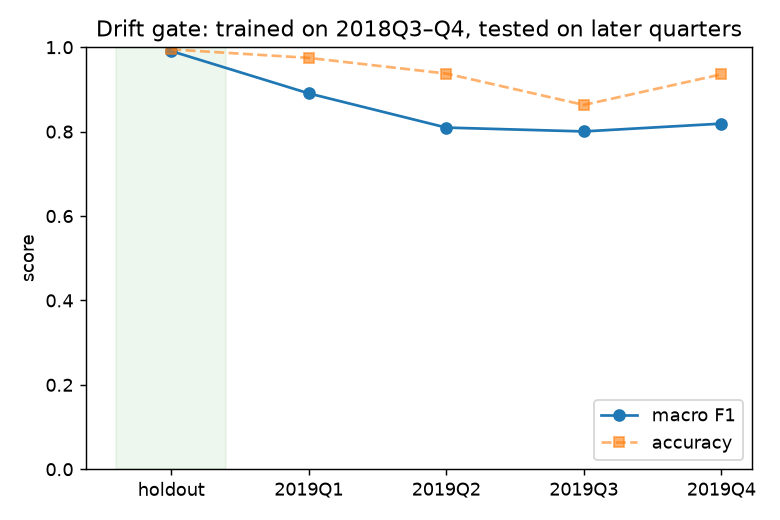 Drift gate: trained on 2018Q3–Q4, tested on later quarters
score
1.0
0.8
0.6
0.4
0.2
0.0
macro F1
accuracy
holdout
2019Q1
2019Q2
2019Q3
2019Q4